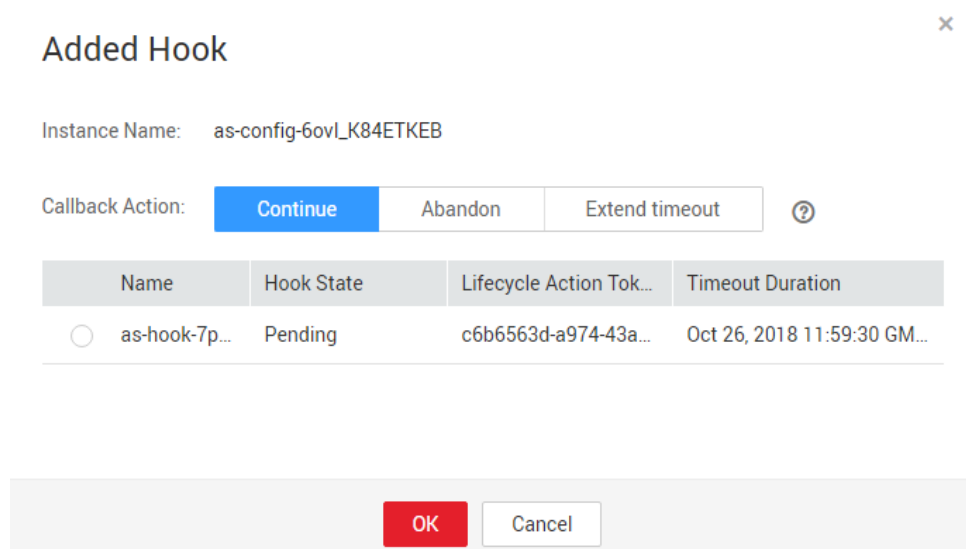 Added Hook
Instance Name: as-config-6ovl_K84ETKEB
Callback Action: Continue Abandon Extend timeout
Name Hook State Lifecycle Action Tok... Timeout Duration
as-hook-7p... Pending c6b6563d-a974-43a... Oct 26, 2018 11:59:30 GM...
OK Cancel